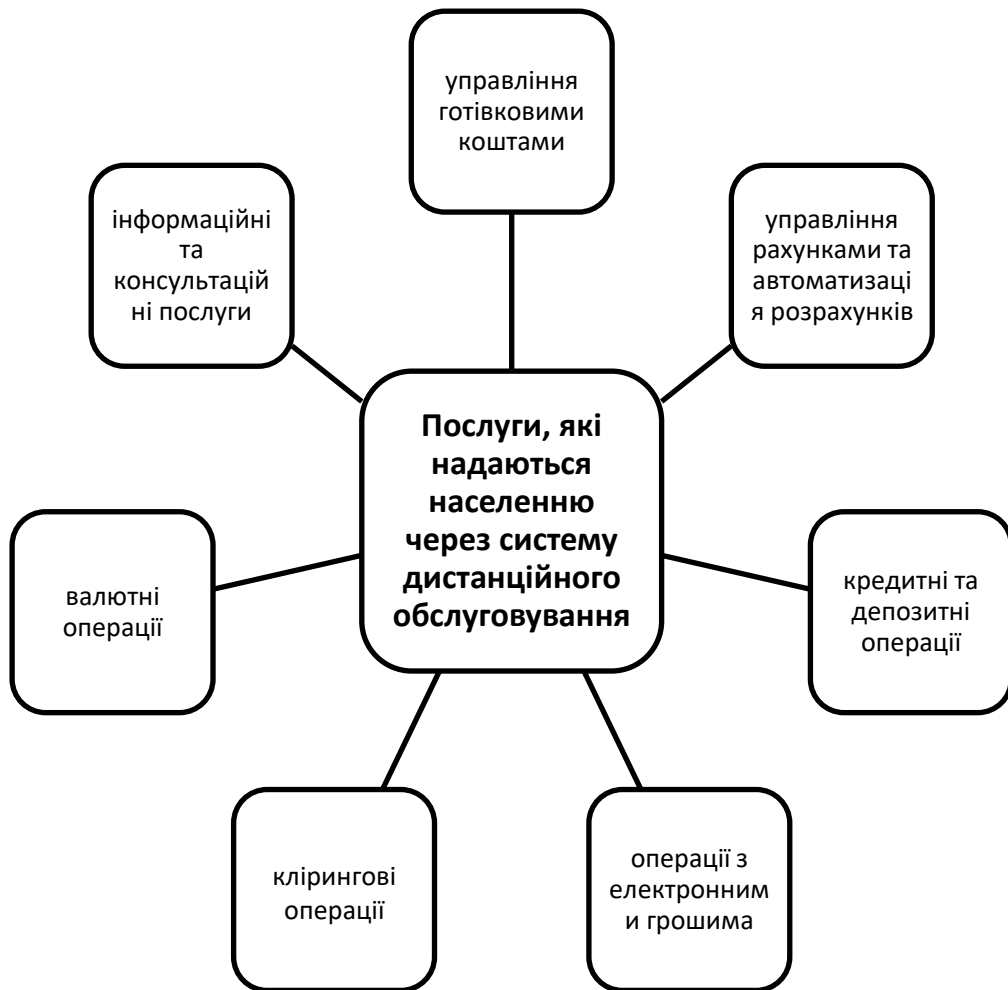 управління
готівковими
коштами
інформаційні
та
консультацій
ні послуги
управління
рахунками та
автоматизаці
я розрахунків
Послуги, які
надаються
населенню
через систему
дистанційного
обслуговування
валютні
операції
кредитні та
депозитні
операції
клірингові
операції
операції з
електронним
и грошима